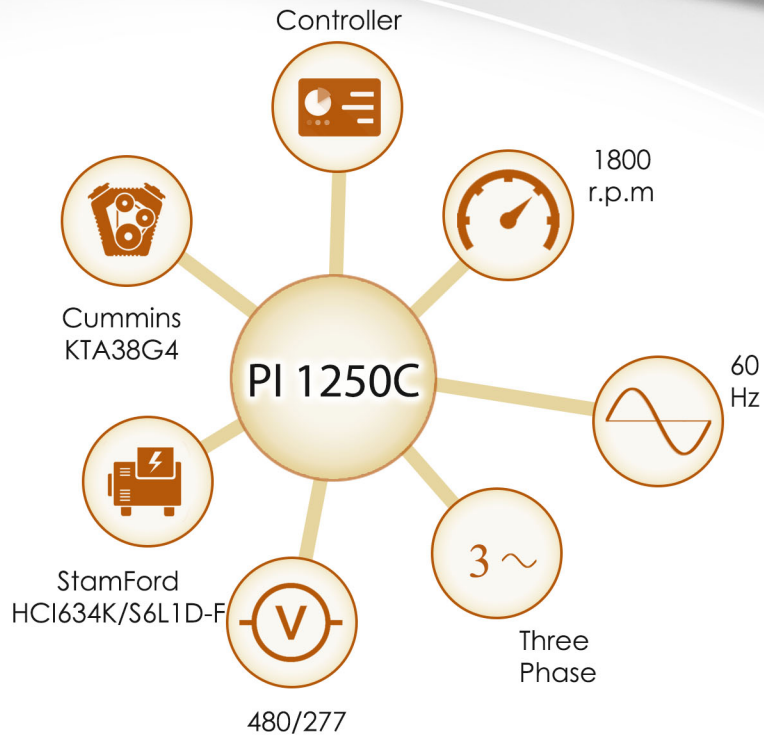 Controller
1800
r.p.m
Cummins
KTA38G4
PI 1250C
60
Hz
StamFord
HCI634K/S6L1D-F
V
3 ~
Three
Phase
480/277